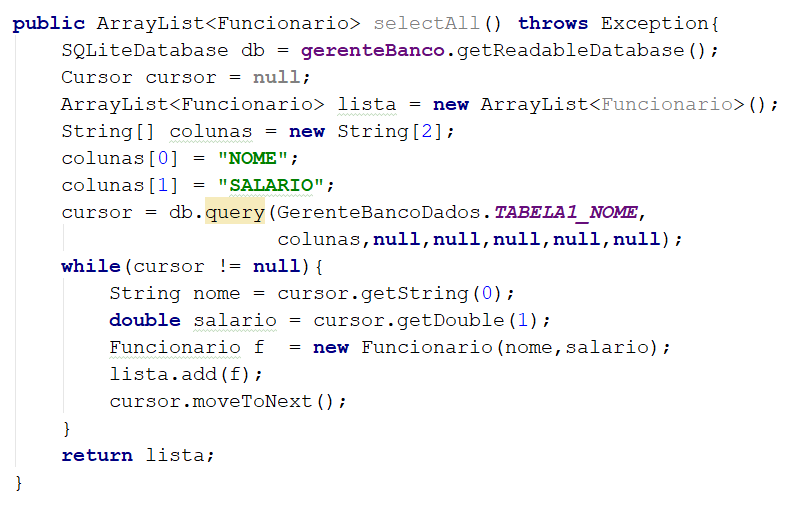 public ArrayList<Funcionario> selectAll() throws Exception{
    SQLiteDatabase db = gerenteBanco.getReadableDatabase();
    Cursor cursor = null;
    ArrayList<Funcionario> lista = new ArrayList<Funcionario>();
    String[] colunas = new String[2];
    colunas[0] = "NOME";
    colunas[1] = "SALARIO";
    cursor = db.query(GerenteBancoDados.TABELA1_NOME,
                      colunas,null,null,null,null,null);
    while(cursor != null){
        String nome = cursor.getString(0);
        double salario = cursor.getDouble(1);
        Funcionario f  = new Funcionario(nome,salario);
        lista.add(f);
        cursor.moveToNext();
    }
    return lista;
}